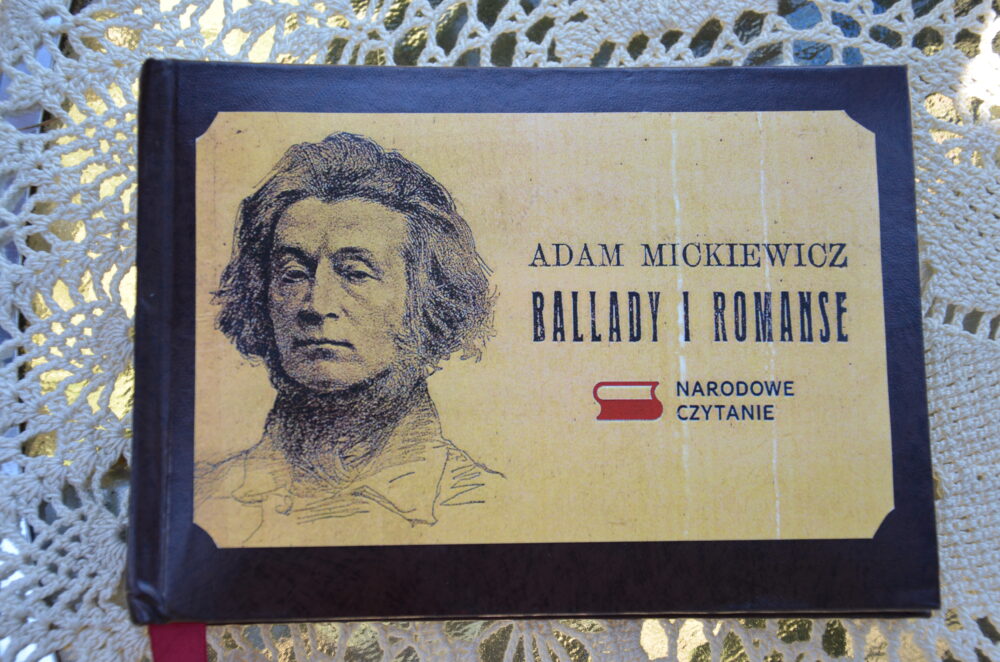 ADAM MICKIEWICZ
BALLADY I ROMANSE
NARODOWE
CZYTANIE